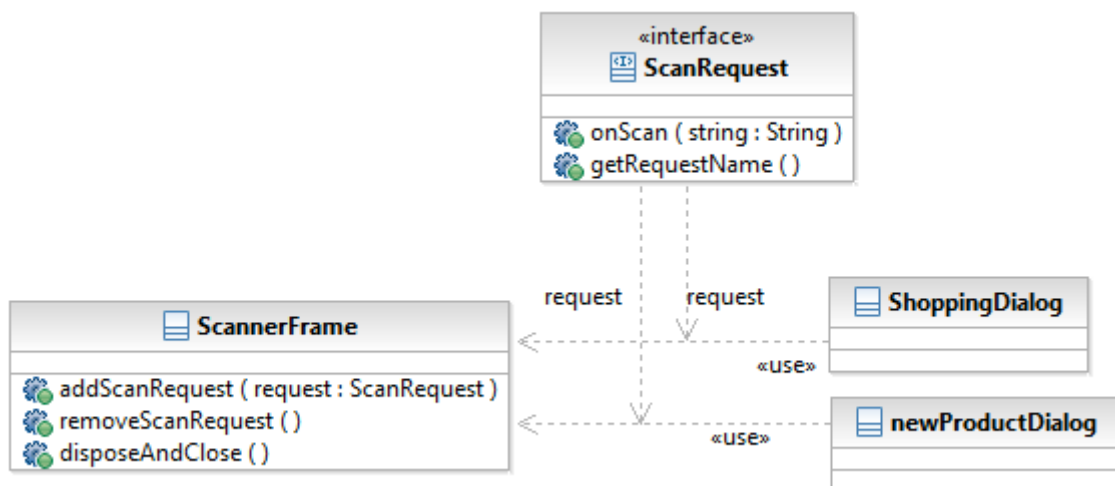 «interface»
ScanRequest
onScan ( string : String )
getRequestName ( )
request
request
ShoppingDialog
ScannerFrame
«use»
addScanRequest ( request : ScanRequest )
removeScanRequest ( )
disposeAndClose ( )
newProductDialog
«use»